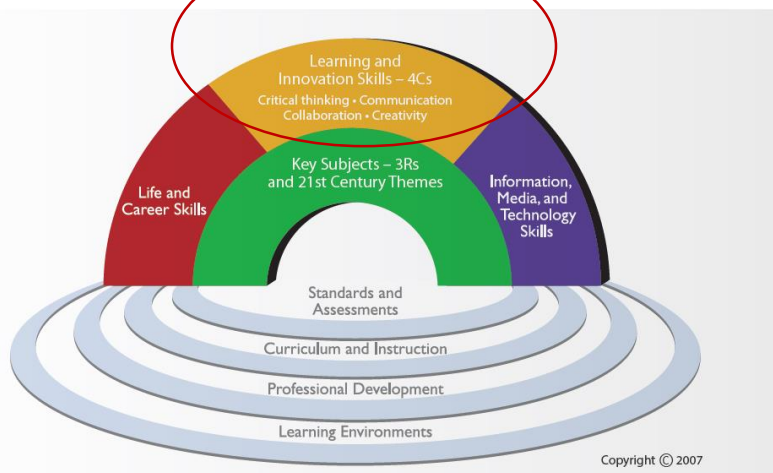 Learning and
Innovation Skills – 4Cs
Critical thinking • Communication
Collaboration • Creativity
Key Subjects – 3Rs
and 21st Century Themes
Life and
Career Skills
Information,
Media, and
Technology
Skills
Standards and
Assessments
Curriculum and Instruction
Professional Development
Learning Environments
Copyright © 2007